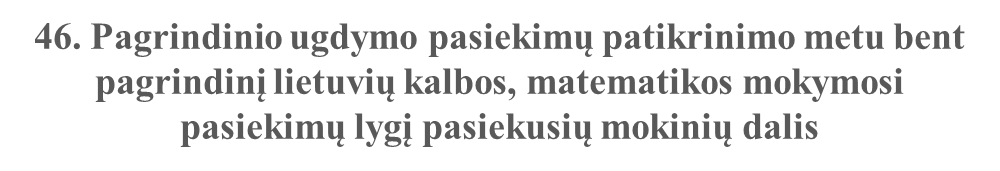 46. Pagrindinio ugdymo pasiekimų patikrinimo metu bent
pagrindinį lietuvių kalbos, matematikos mokymosi
pasiekimų lygį pasiekusių mokinių dalis